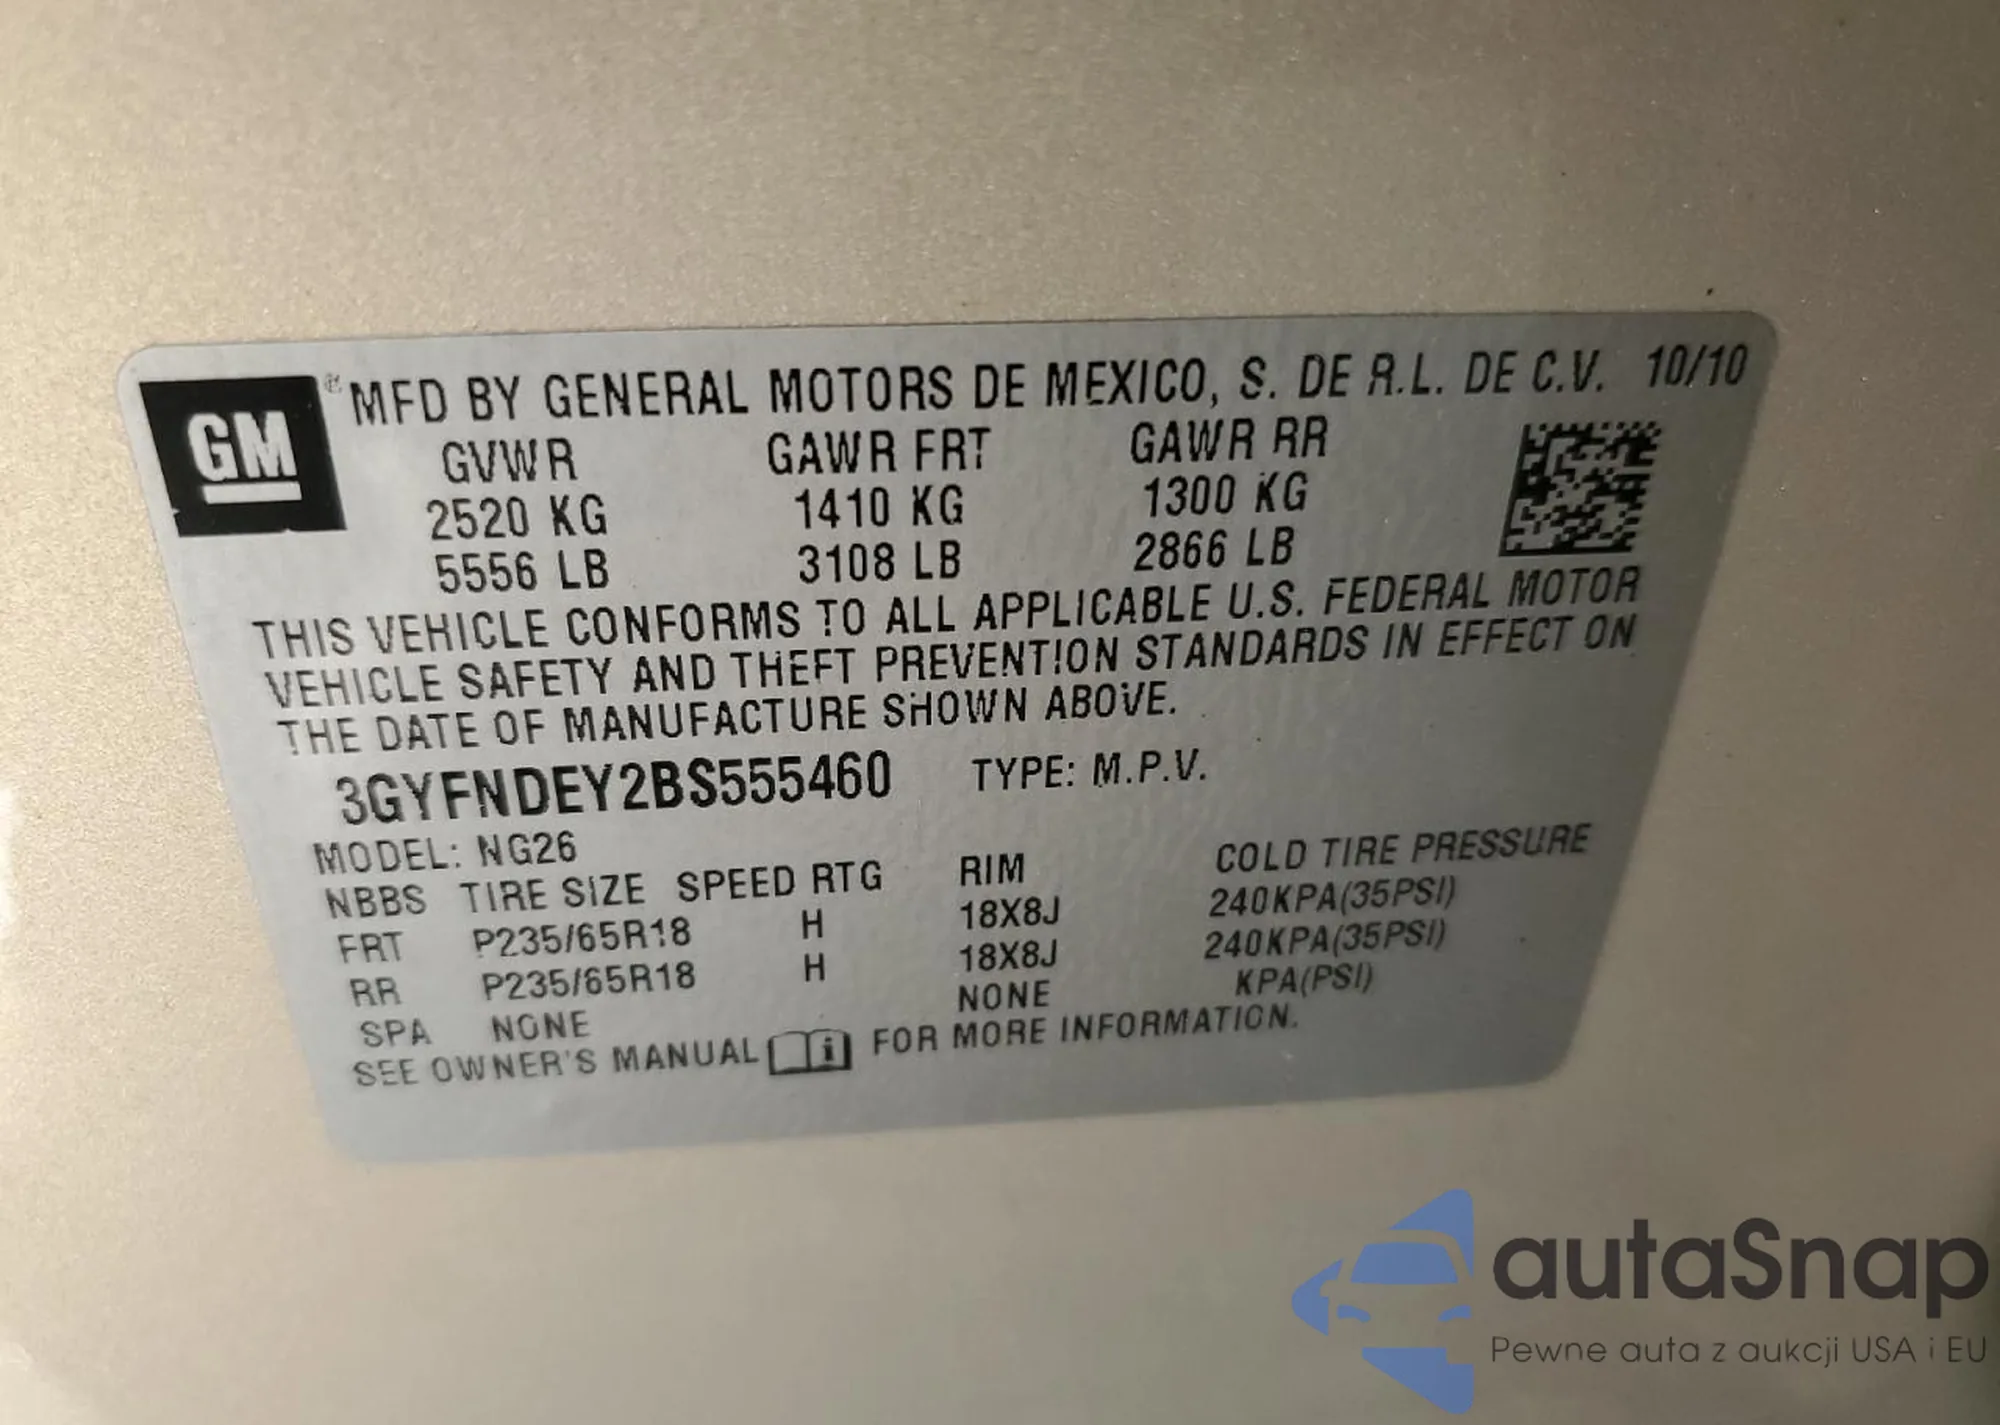 GM ® MFD BY GENERAL MOTORS DE MEXICO, S. DE R.L. DE C.V. 10/10
GVWR GAWR FRT GAWR RR
2520 KG 1410 KG 1300 KG
5556 LB 3108 LB 2866 LB
THIS VEHICLE CONFORMS TO ALL APPLICABLE U.S. FEDERAL MOTOR
VEHICLE SAFETY AND THEFT PREVENTION STANDARDS IN EFFECT ON
THE DATE OF MANUFACTURE SHOWN ABOVE.
3GYFNDEY2BS555460 TYPE: M.P.V.
MODEL: NG26
NBBS TIRE SIZE SPEED RTG RIM COLD TIRE PRESSURE
FRT P235/65R18 H 18X8J 240KPA(35PSI)
RR P235/65R18 H 18X8J 240KPA(35PSI)
SPA NONE NONE KPA(PSI)
SEE OWNER'S MANUAL i FOR MORE INFORMATION.
autaSnap
Pewne auta z aukcji USA i EU